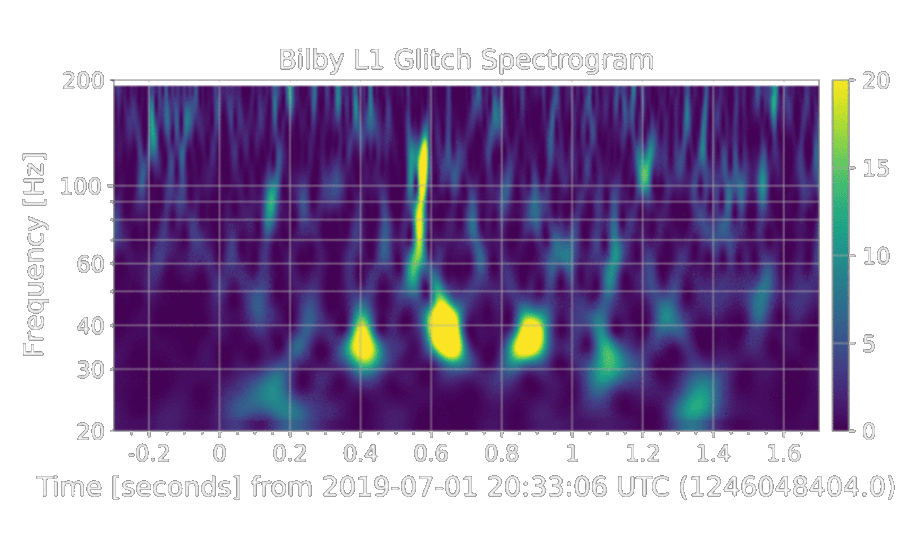 Bilby L1 Glitch Spectrogram
200
100
60
40
30
20
Frequency [Hz]
-0.2 0 0.2 0.4 0.6 0.8 1 1.2 1.4 1.6
Time [seconds] from 2019-07-01 20:33:06 UTC (1246048404.0)
20
15
10
5
0